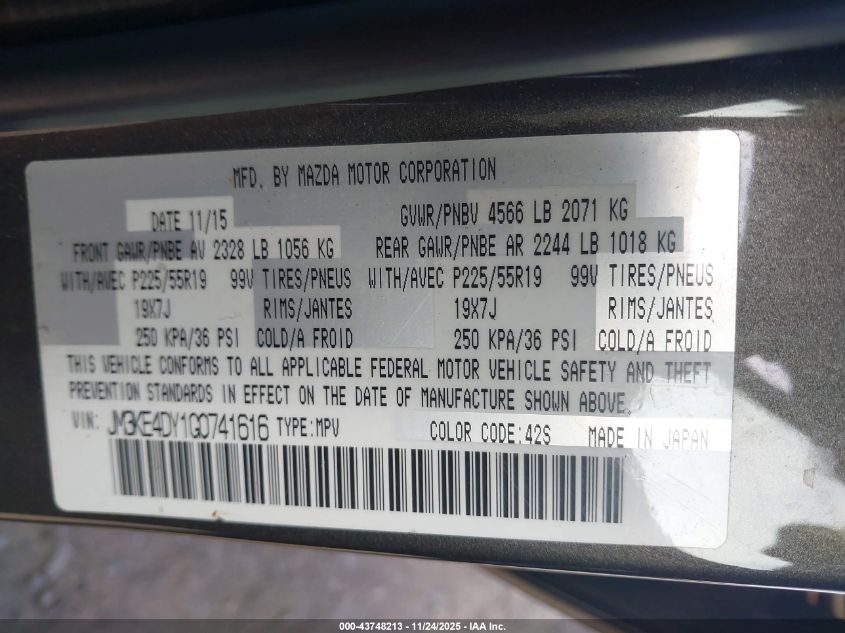 MFD. BY MAZDA MOTOR CORPORATION
DATE 11/15 GVWR/PNBV 4566 LB 2071 KG
FRONT GAWR/PNBE AV 2328 LB 1056 KG REAR GAWR/PNBE AR 2244 LB 1018 KG
WITH/AVEC P225/55R19 99V TIRES/PNEUS WITH/AVEC P225/55R19 99V TIRES/PNEUS
19X7J RIMS/JANTES 19X7J RIMS/JANTES
250 KPA/36 PSI COLD/A FROID 250 KPA/36 PSI COLD/A FROID
THIS VEHICLE CONFORMS TO ALL APPLICABLE FEDERAL MOTOR VEHICLE SAFETY AND THEFT
PREVENTION STANDARDS IN EFFECT ON THE DATE OF MANUFACTURE SHOWN ABOVE.
VIN: JM3KE4DY1G0741616 TYPE:MPV COLOR CODE:42S MADE IN JAPAN
000-43748213 - 11/24/2025 - IAA Inc.